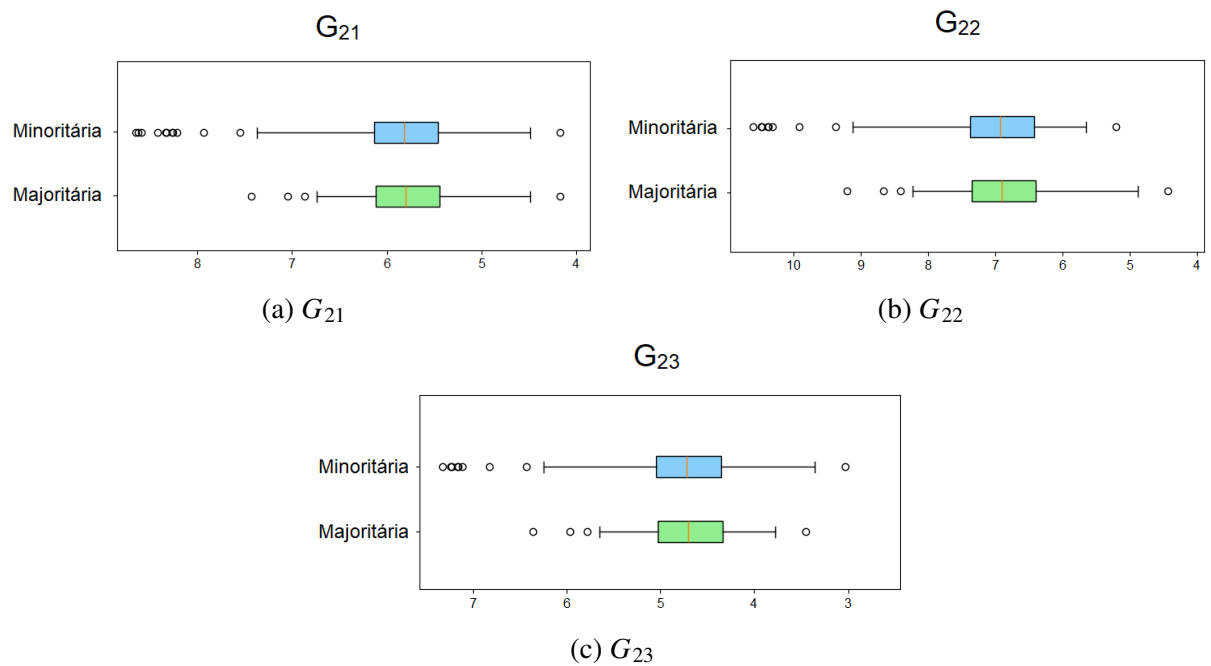 G₂₁
Minoritária
Majoritária
8 7 6 5 4
(a) G₂₁
G₂₂
Minoritária
Majoritária
10 9 8 7 6 5 4
(b) G₂₂
G₂₃
Minoritária
Majoritária
7 6 5 4 3
(c) G₂₃